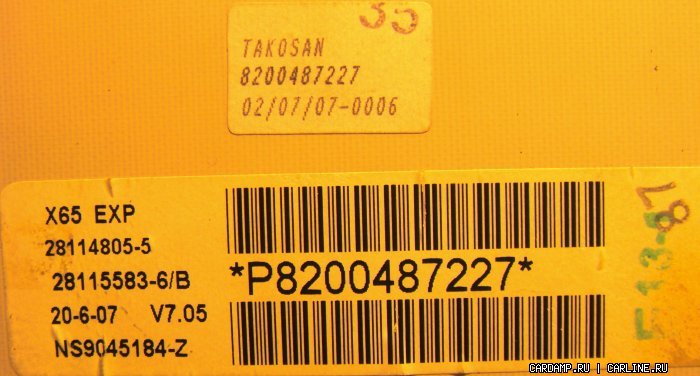 35
TAKOSAN
8200487227
02/07/07-0006
X65 EXP
28114805-5
28115583-6/B
20-6-07 V7.05
NS9045184-Z
*P8200487227*
CARDAMP.RU | CARLINE.RU